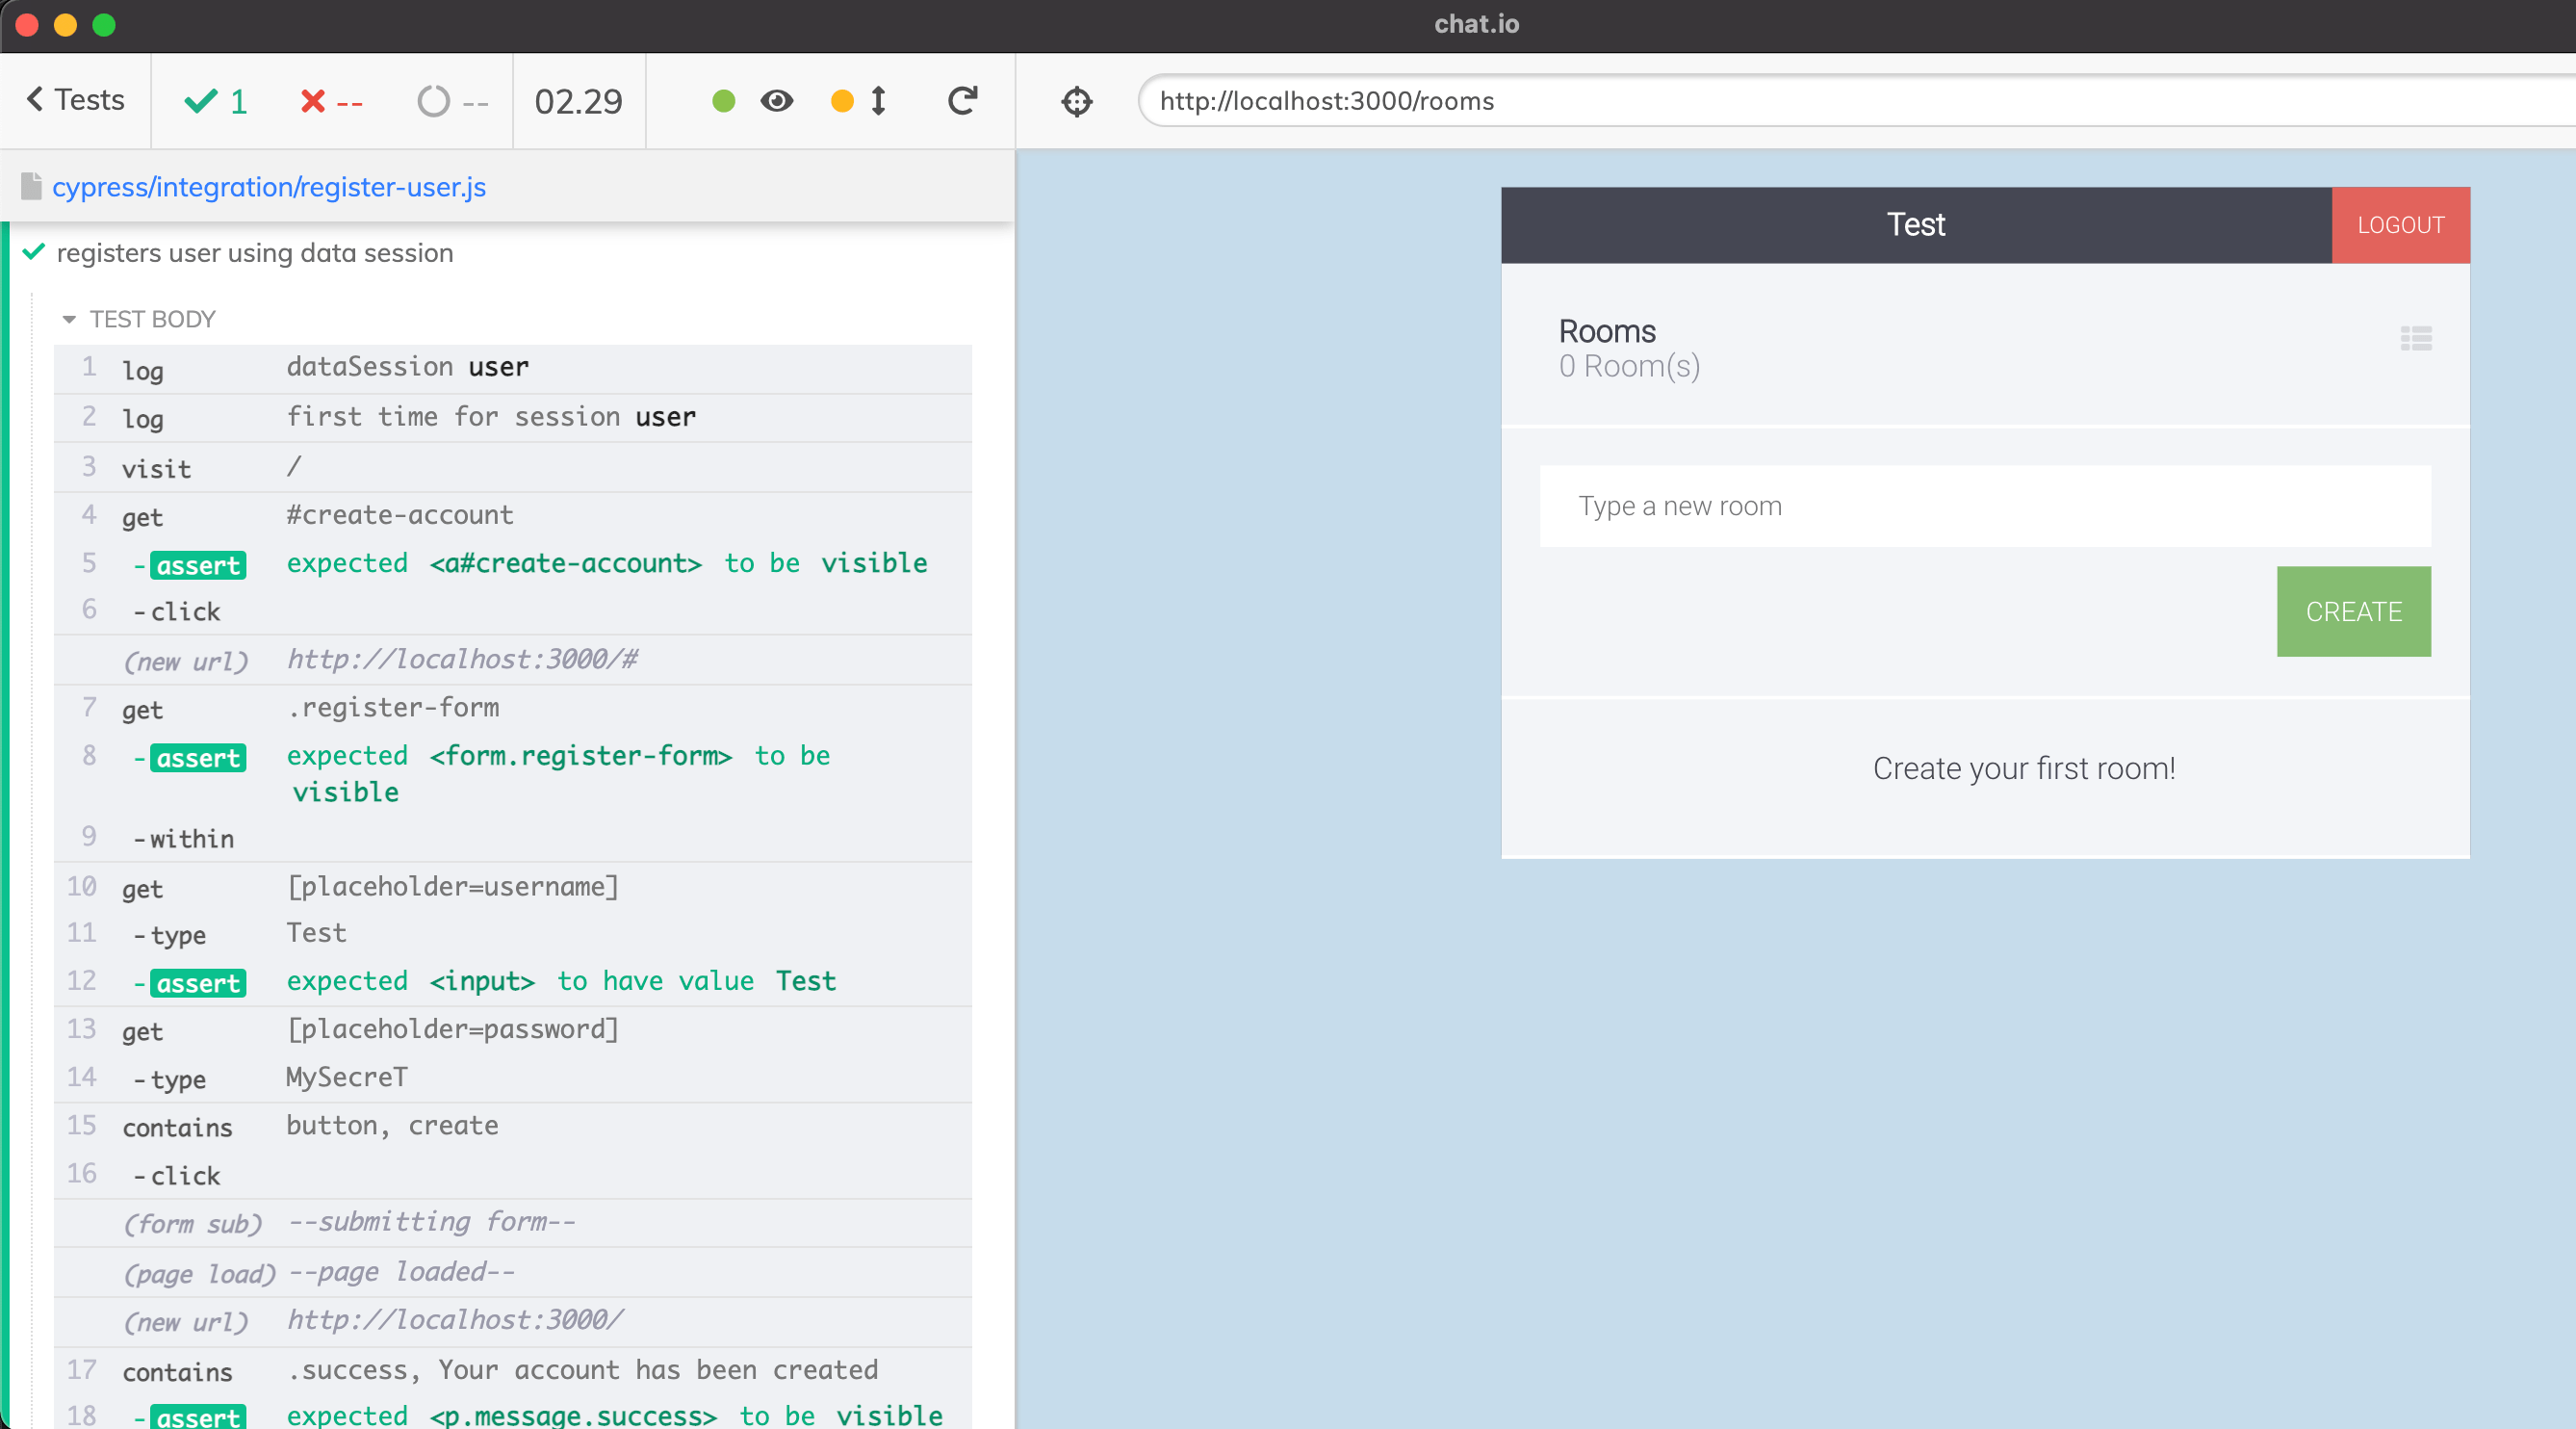 chat.io
Tests
1
--
--
02.29
http://localhost:3000/rooms
cypress/integration/register-user.js
registers user using data session
TEST BODY
1 log dataSession user
2 log first time for session user
3 visit /
4 get #create-account
5 -assert expected <a#create-account> to be visible
6 -click
(new url) http://localhost:3000/#
7 get .register-form
8 -assert expected <form.register-form> to be
visible
9 -within
10 get [placeholder=username]
11 -type Test
12 -assert expected <input> to have value Test
13 get [placeholder=password]
14 -type MySecreT
15 contains button, create
16 -click
(form sub) --submitting form--
(page load) --page loaded--
(new url) http://localhost:3000/
17 contains .success, Your account has been created
18 -assert expected <p.message.success> to be visible
Test
LOGOUT
Rooms
0 Room(s)
Type a new room
CREATE
Create your first room!